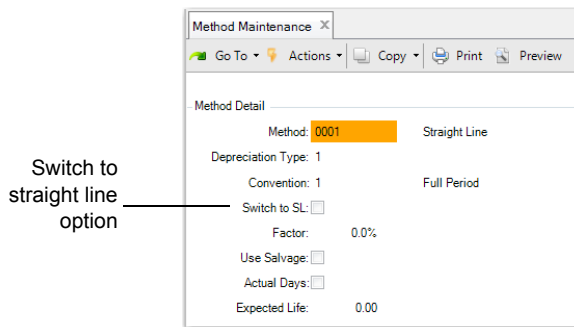 Method Maintenance X
Go To Actions Copy Print Preview
Method Detail
Method: 0001 Straight Line
Depreciation Type: 1
Convention: 1 Full Period
Switch to SL:
Factor: 0.0%
Use Salvage:
Actual Days:
Expected Life: 0.00
Switch to
straight line
option